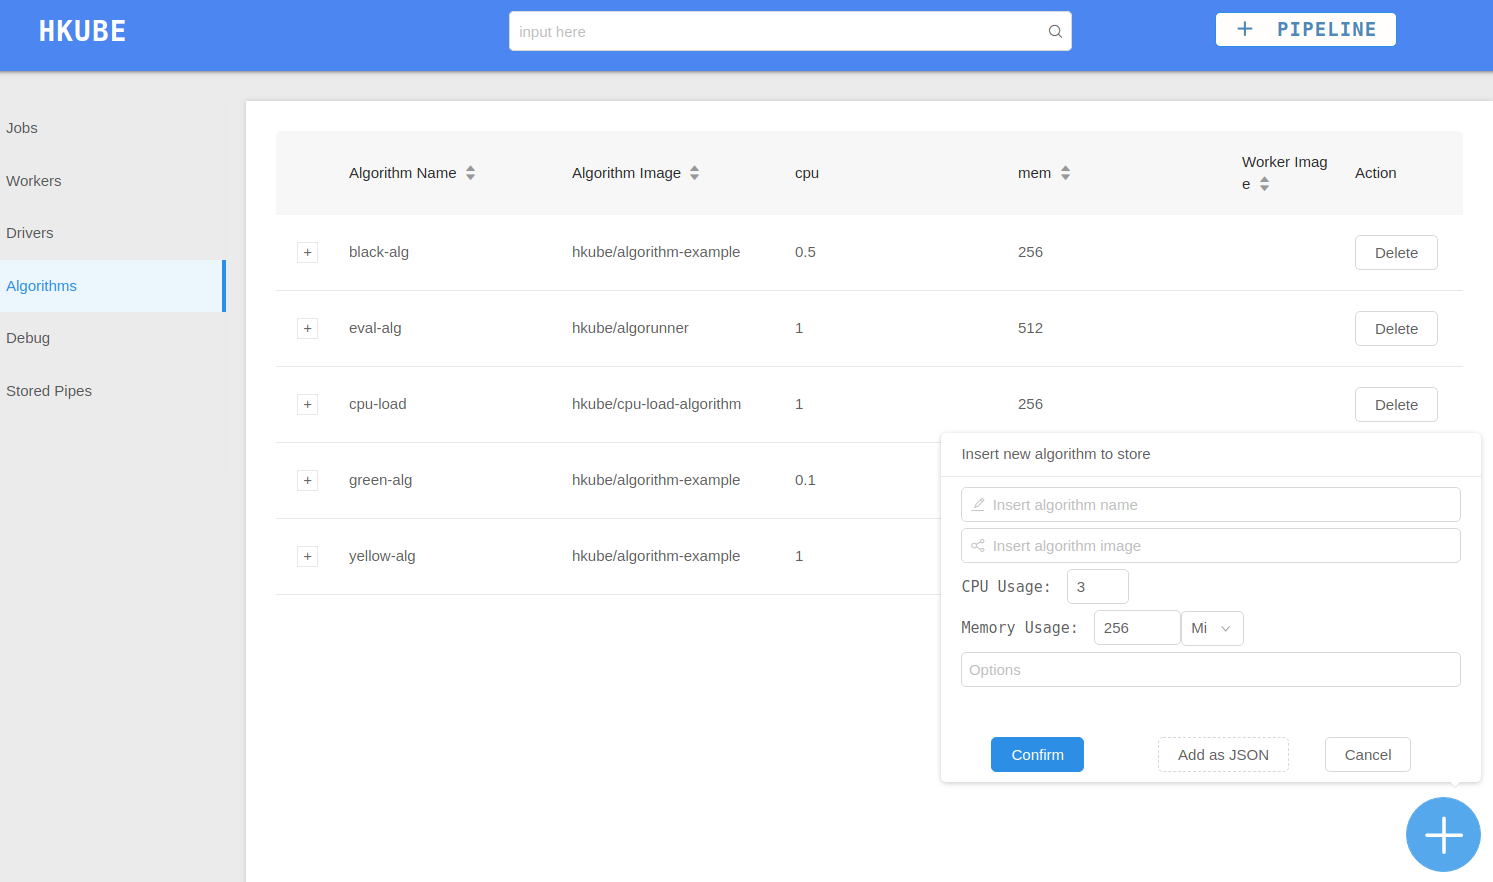 HKUBE
input here
+ PIPELINE
Jobs
Workers
Drivers
Algorithms
Debug
Stored Pipes
Algorithm Name
Algorithm Image
cpu
mem
Worker Imag
e
Action
+ black-alg hkube/algorithm-example 0.5 256 Delete
+ eval-alg hkube/algorunner 1 512 Delete
+ cpu-load hkube/cpu-load-algorithm 1 256 Delete
+ green-alg hkube/algorithm-example 0.1
+ yellow-alg hkube/algorithm-example 1
Insert new algorithm to store
Insert algorithm name
Insert algorithm image
CPU Usage: 3
Memory Usage: 256 Mi
Options
Confirm
Add as JSON
Cancel